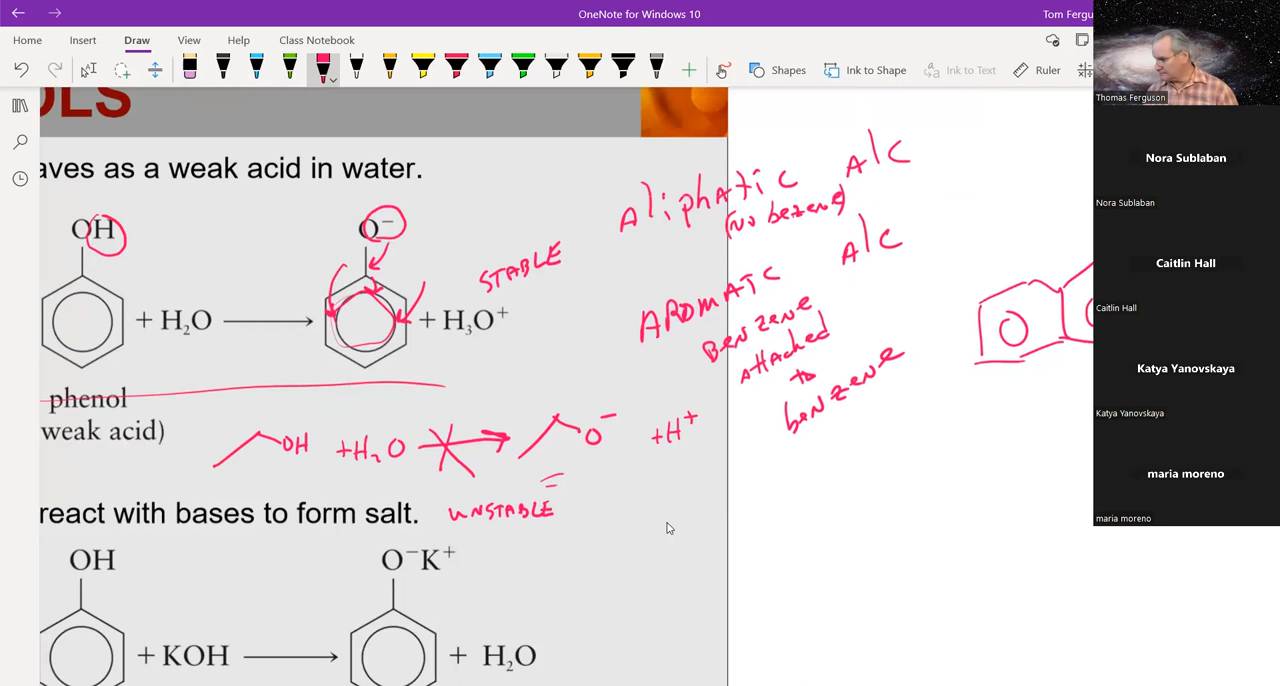 OneNote for Windows 10
Tom Fergu
Home Insert Draw View Help Class Notebook
Shapes Ink to Shape Ink to Text Ruler
OLS
aves as a weak acid in water.
OH
O⁻
+ H₂O
+ H₃O⁺
STABLE
phenol
weak acid)
OH + H₂O
O⁻
+ H⁺
UNSTABLE
react with bases to form salt.
OH
O⁻K⁺
+ KOH
+ H₂O
Aliphatic Alc
(No bezene)
AROMATC Alc
Benzene
Attached
to
benzene
Thomas Ferguson
Nora Sublaban
Nora Sublaban
Caitlin Hall
Caitlin Hall
Katya Yanovskaya
Katya Yanovskaya
maria moreno
maria moreno